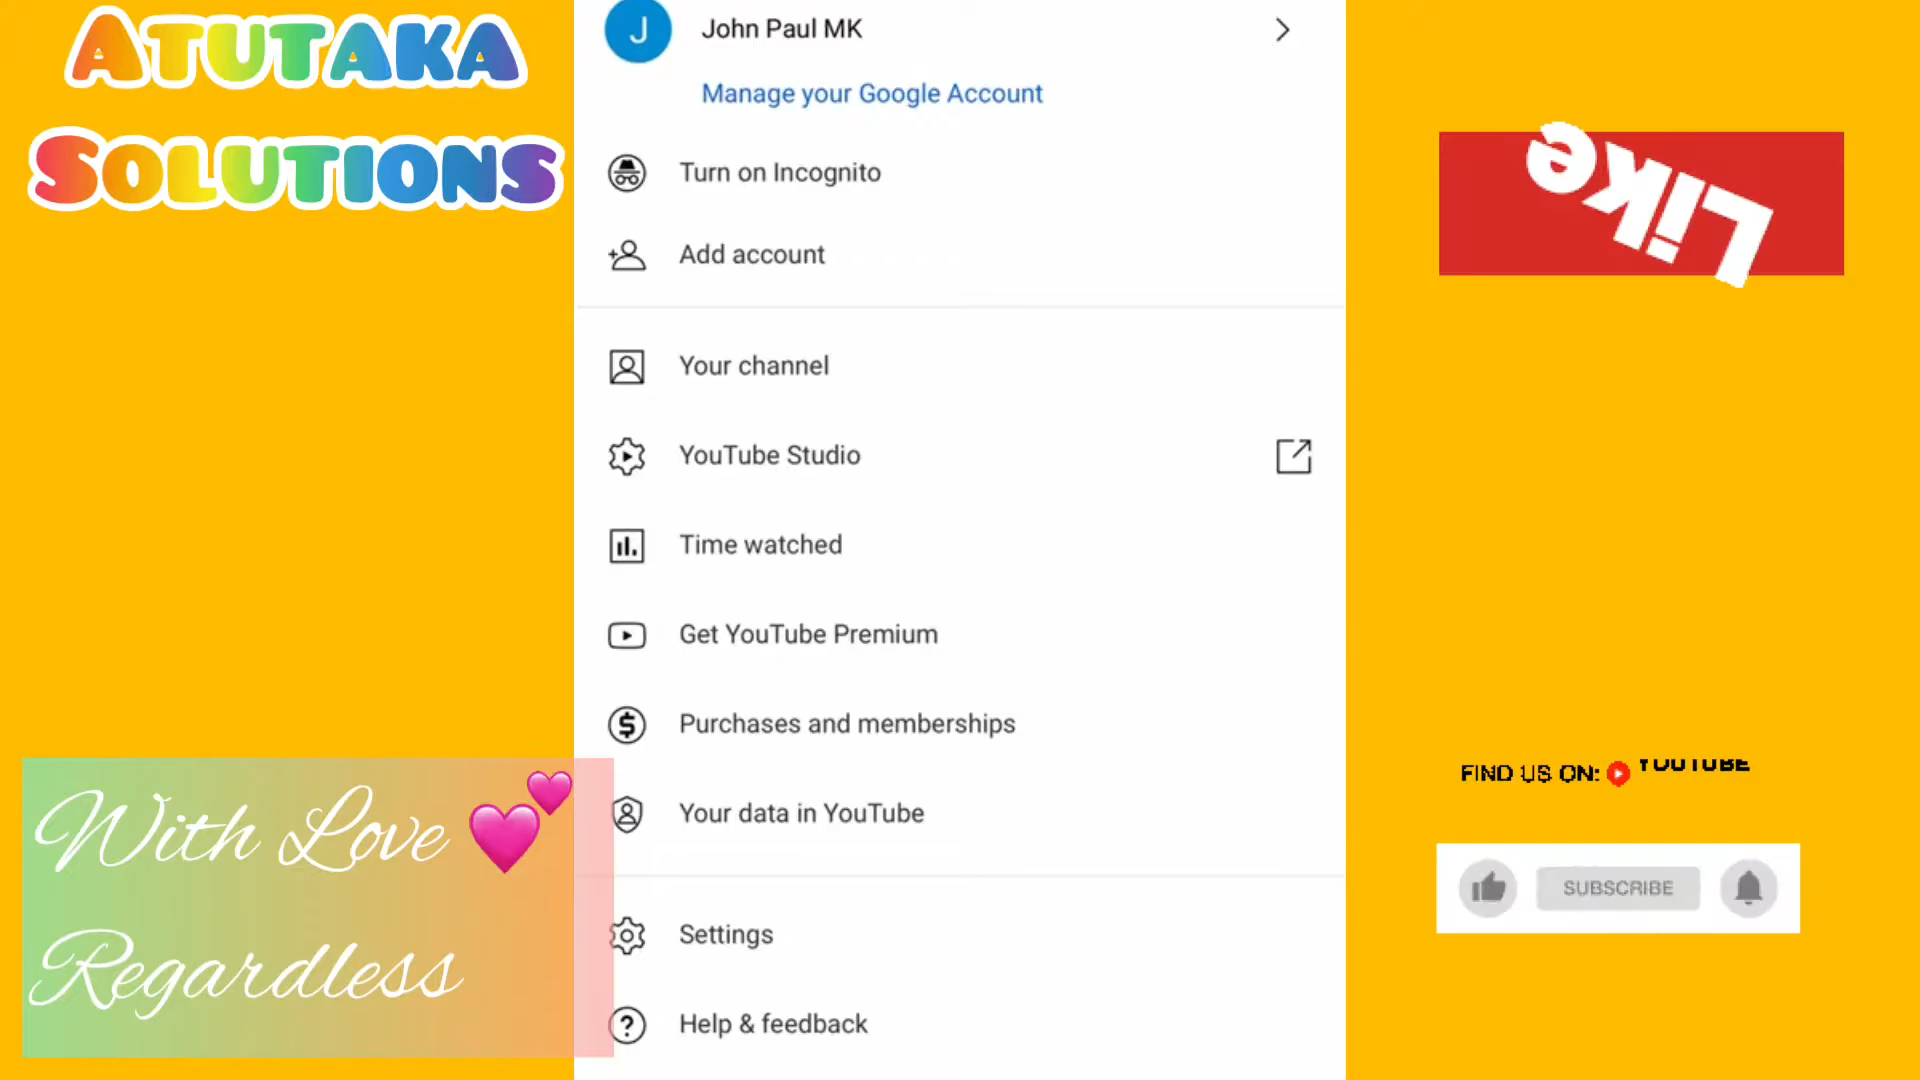 ATUTAKA
SOLUTIONS
J
John Paul MK
Manage your Google Account
Turn on Incognito
Add account
Your channel
YouTube Studio
Time watched
Get YouTube Premium
Purchases and memberships
Your data in YouTube
Settings
Help & feedback
With Love 💕
Regardless
Like
FIND US ON: YOUTUBE
SUBSCRIBE